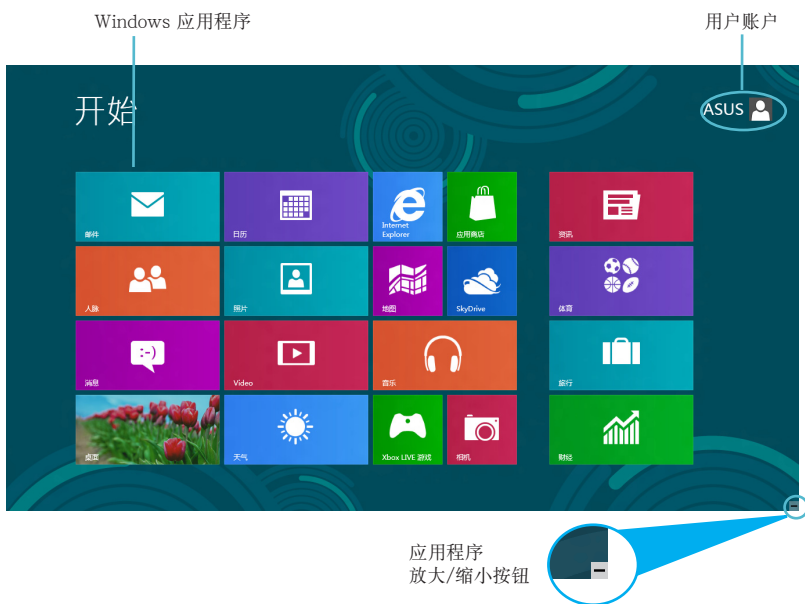 Windows 应用程序
用户账户
开始
ASUS
邮件
日历
Internet
Explorer
应用商店
资讯
人脉
照片
地图
SkyDrive
体育
消息
:-)
Video
音乐
旅行
桌面
天气
Xbox LIVE 游戏
相机
财经
应用程序
放大/缩小按钮